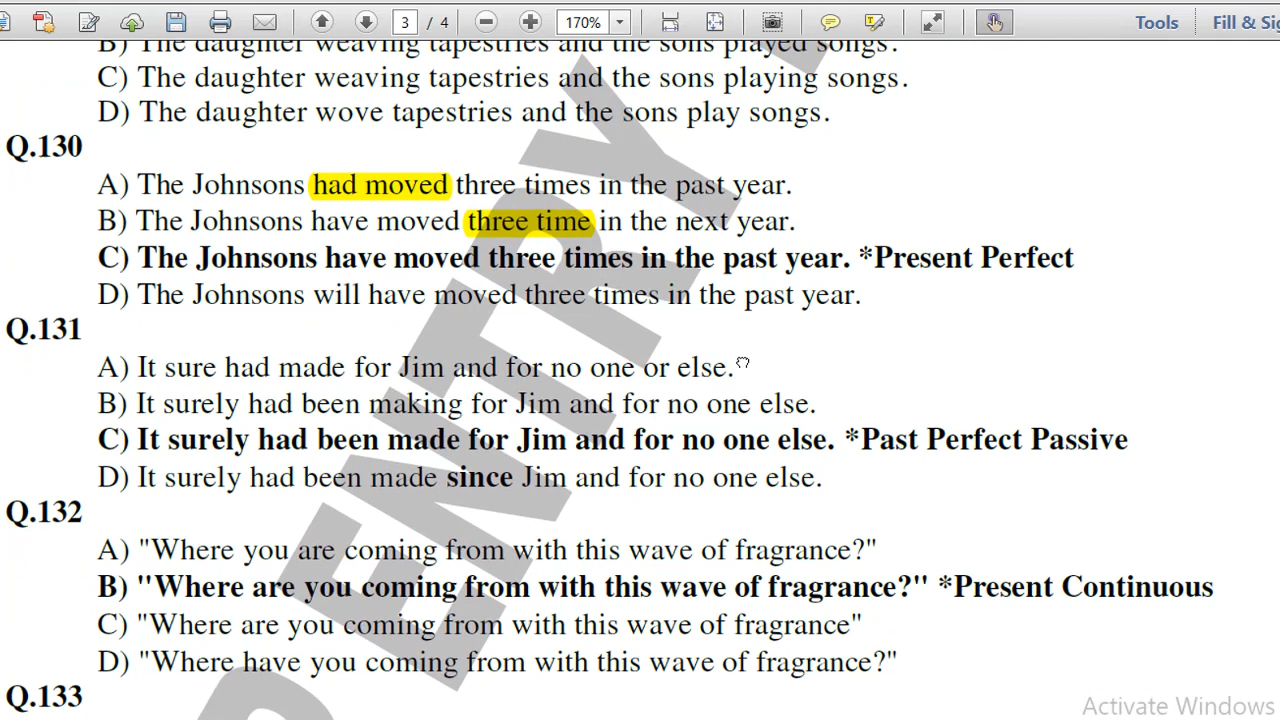 3 / 4 170% Tools Fill & Sig
B) The daughter weaving tapestries and the sons played songs.
C) The daughter weaving tapestries and the sons playing songs.
D) The daughter wove tapestries and the sons play songs.
Q.130
A) The Johnsons had moved three times in the past year.
B) The Johnsons have moved three time in the next year.
C) The Johnsons have moved three times in the past year. *Present Perfect
D) The Johnsons will have moved three times in the past year.
Q.131
A) It sure had made for Jim and for no one or else.
B) It surely had been making for Jim and for no one else.
C) It surely had been made for Jim and for no one else. *Past Perfect Passive
D) It surely had been made since Jim and for no one else.
Q.132
A) "Where you are coming from with this wave of fragrance?"
B) "Where are you coming from with this wave of fragrance?" *Present Continuous
C) "Where are you coming from with this wave of fragrance"
D) "Where have you coming from with this wave of fragrance?"
Q.133
ENTRY
Activate Windows